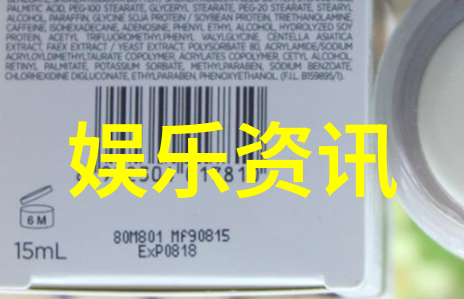 PALMITIC ACID, PEG-100 STEARATE, GLYCERYL STEARATE, PEG-20 STEARATE, STEARYL
ALCOHOL, PARAFFIN, GLYCINE SOJA PROTEIN / SOYBEAN PROTEIN, TRIETHANOLAMINE,
CAFFEINE, ISOHEXADECANE, ADENOSINE, PHENYL ETHYL ALCOHOL, HYDROLYZED SOY
PROTEIN, ACETYL TRIFLUOROMETHYLPHENYL VALYLGLYCINE, CENTELLA ASIATICA
EXTRACT, FAEX EXTRACT / YEAST EXTRACT, POLYSORBATE 80, ACRYLAMIDE/SODIUM
ACRYLOYLDIMETHYLTAURATE COPOLYMER, ACRYLATES COPOLYMER, CETYL ALCOHOL,
RETINYL PALMITATE, POTASSIUM SORBATE, METHYLPARABEN, SODIUM BENZOATE,
CHLORHEXIDINE DIGLUCONATE, ETHYLPARABEN, PHENOXYETHANOL. (F.I.L. B159895/1).
娱乐资讯
6M
15mL
80M801 Mf90815
ExP0818